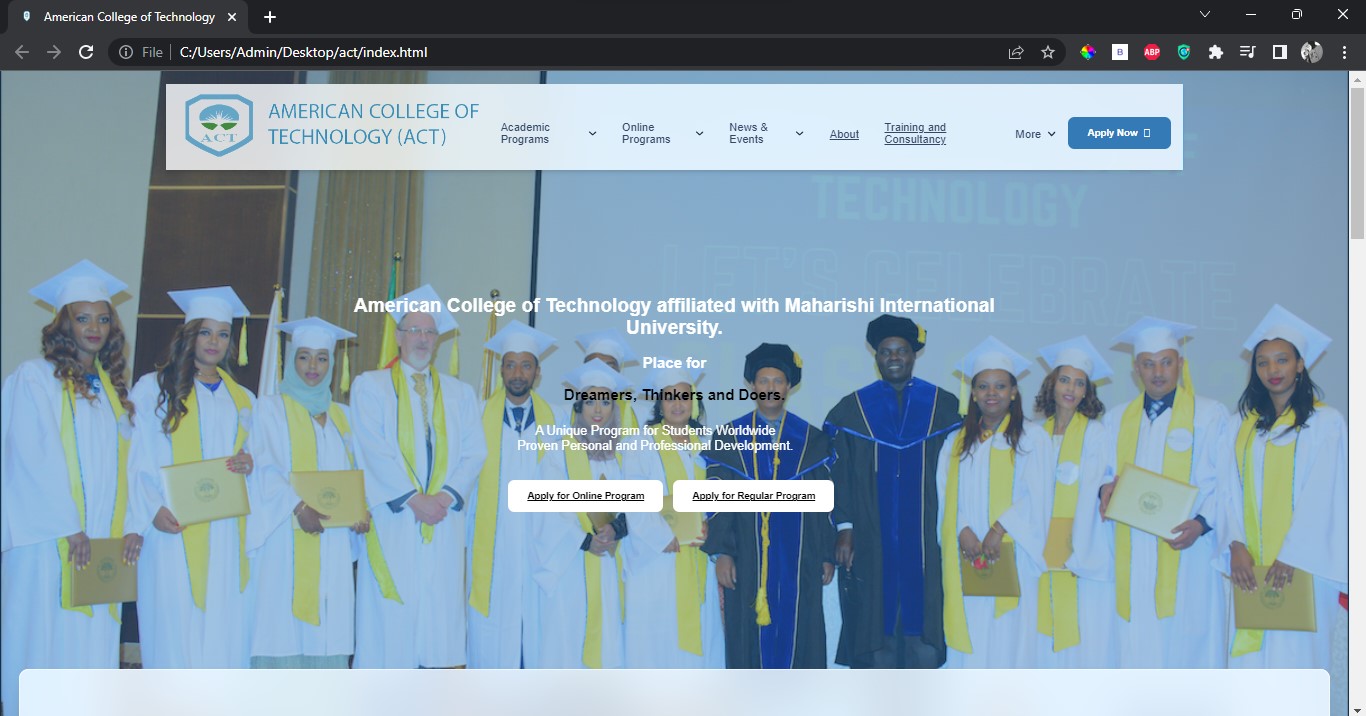 American College of Technology
File
C:/Users/Admin/Desktop/act/index.html
B
ABP
ACT
AMERICAN COLLEGE OF
TECHNOLOGY (ACT)
Academic
Programs
Online
Programs
News &
Events
About
Training and
Consultancy
More
Apply Now
TECHNOLOGY
LET'S CELEBRATE
American College of Technology affiliated with Maharishi International
University.
Place for
Dreamers, Thinkers and Doers.
A Unique Program for Students Worldwide
Proven Personal and Professional Development.
Apply for Online Program
Apply for Regular Program